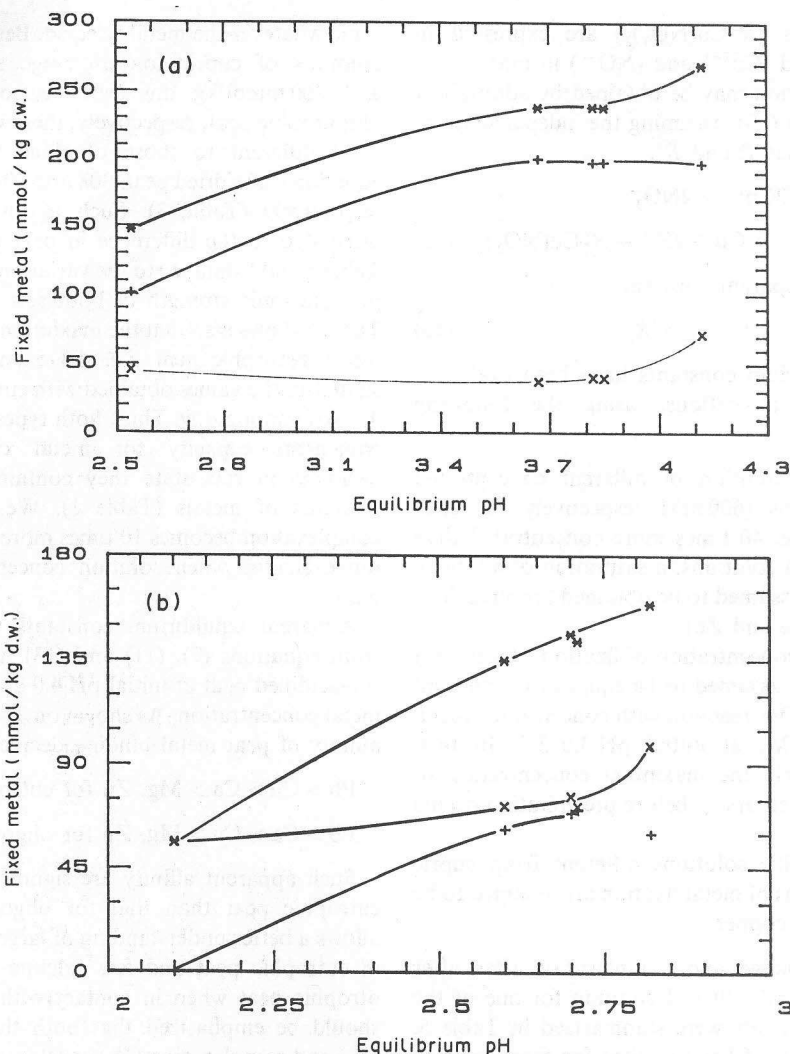 300
(a)
250
200
150
100
50
0
Fixed metal (mmol/ kg d.w.)
2.5 2.8 3.1 3.4 3.7 4 4.3
Equilibrium pH
180
(b)
135
90
45
0
Fixed metal (mmol/kg d.w.)
2 2.25 2.5 2.75 3
Equilibrium pH